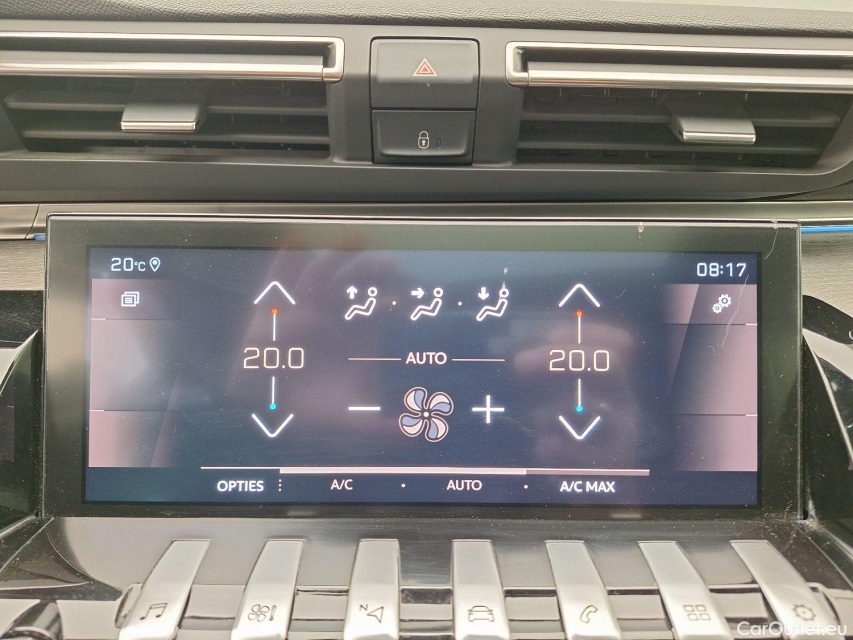 20°C 08:17
20.0 20.0
AUTO
OPTIES A/C AUTO A/C MAX
N
CarOutlet.eu